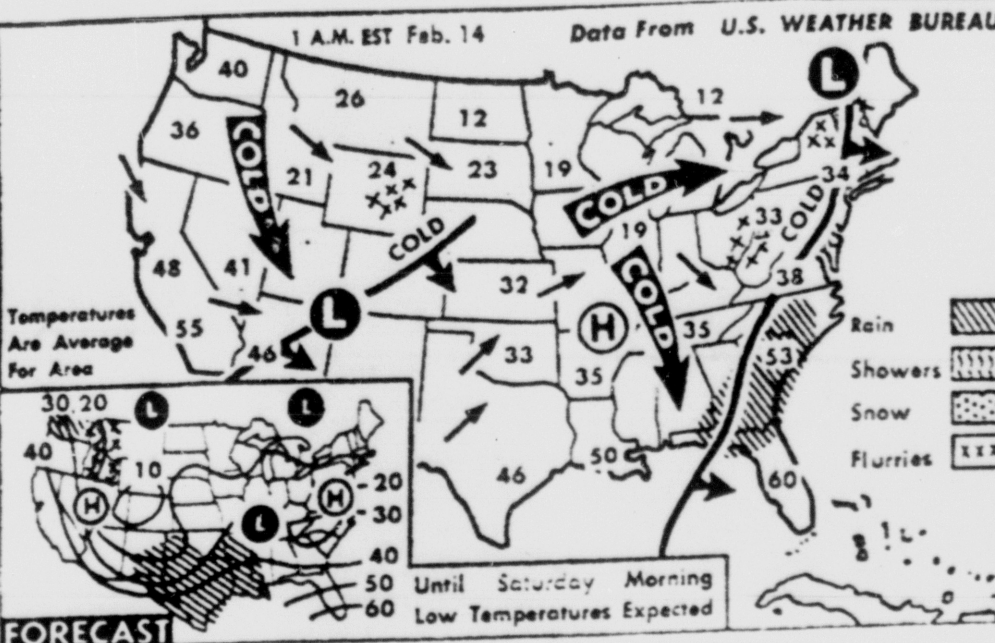 1 A.M. EST Feb. 14
Data From U.S. WEATHER BUREAU
L
40
26
12
12
36
COLD
21
24
23
19
COLD
34
33
COLD
19
COLD
48
41
COLD
32
38
L
H
Temperatures
Are Average
For Area
55
46
33
35
35
53
Rain
Showers
Snow
Flurries
xxx
50
46
60
30 20
L
L
40
10
H
H
L
20
30
40
50
60
Until Saturday Morning
Low Temperatures Expected
FORECAST